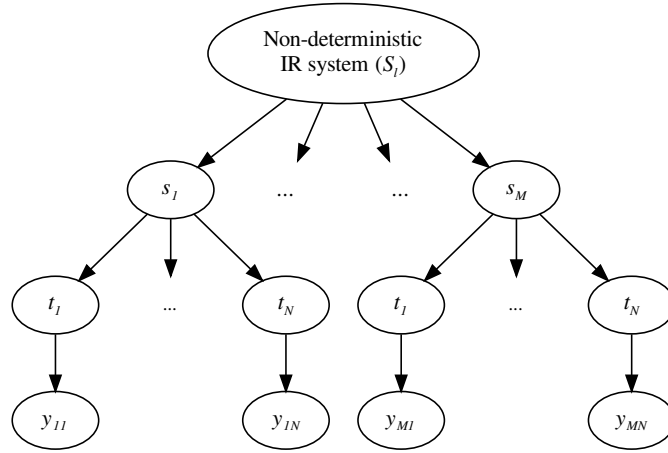 Non-deterministic
IR system (S_l)
s_1 ... ... s_M
t_1 ... t_N t_1 ... t_N
y_11 y_1N y_M1 y_MN